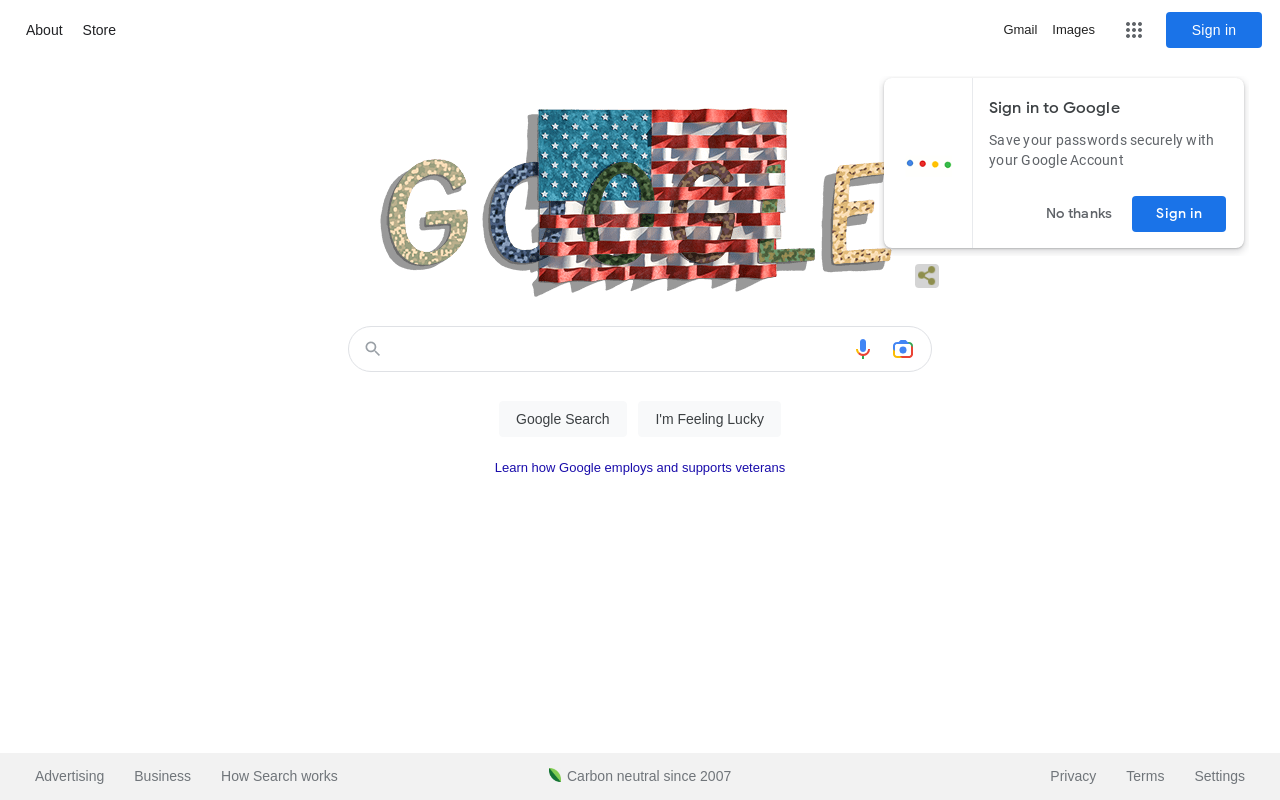 About
Store
Gmail
Images
Sign in
GOOGLE
Sign in to Google
Save your passwords securely with
your Google Account
No thanks
Sign in
Google Search
I'm Feeling Lucky
Learn how Google employs and supports veterans
Advertising
Business
How Search works
Carbon neutral since 2007
Privacy
Terms
Settings